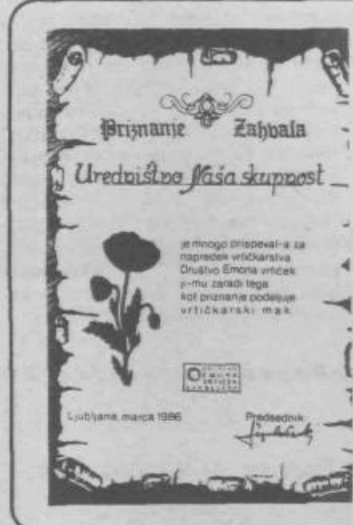 Priznanje Zahvala
Uredništvo Naša skupnost
je mnogo prispeval-a za
napredek vrtičkarstva.
Društvo Emona vrtiček
ji-mu zaradi tega
kot priznanje podeljuje
vrtičkarski mak
Ljubljana, marca 1986
Predsednik: